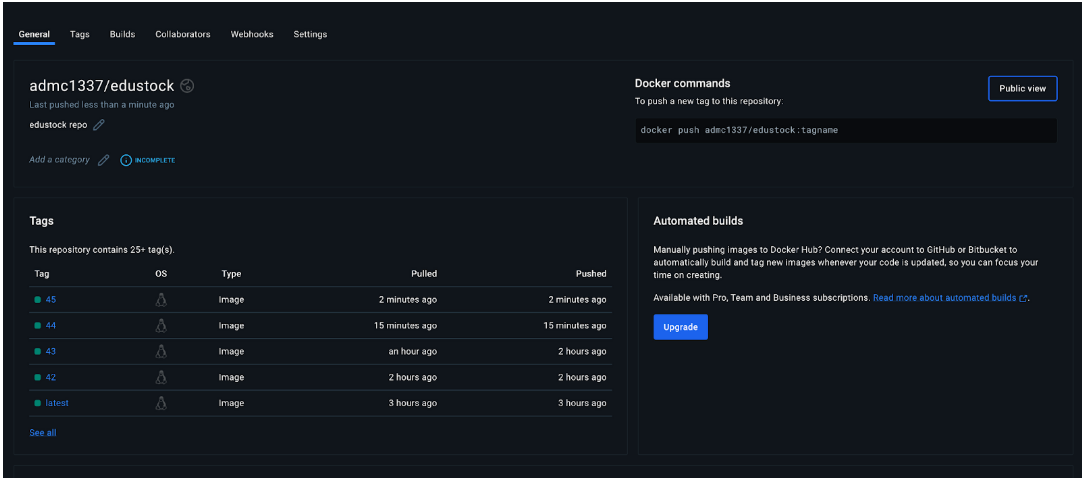 General Tags Builds Collaborators Webhooks Settings
admc1337/edustock
Last pushed less than a minute ago
edustock repo
Add a category INCOMPLETE
Docker commands
To push a new tag to this repository:
Public view
docker push admc1337/edustock:tagname
Tags
This repository contains 25+ tag(s).
Tag OS Type Pulled Pushed
45 Image 2 minutes ago 2 minutes ago
44 Image 15 minutes ago 15 minutes ago
43 Image an hour ago 2 hours ago
42 Image 2 hours ago 2 hours ago
latest Image 3 hours ago 3 hours ago
See all
Automated builds
Manually pushing images to Docker Hub? Connect your account to GitHub or Bitbucket to
automatically build and tag new images whenever your code is updated, so you can focus your
time on creating.
Available with Pro, Team and Business subscriptions. Read more about automated builds.
Upgrade